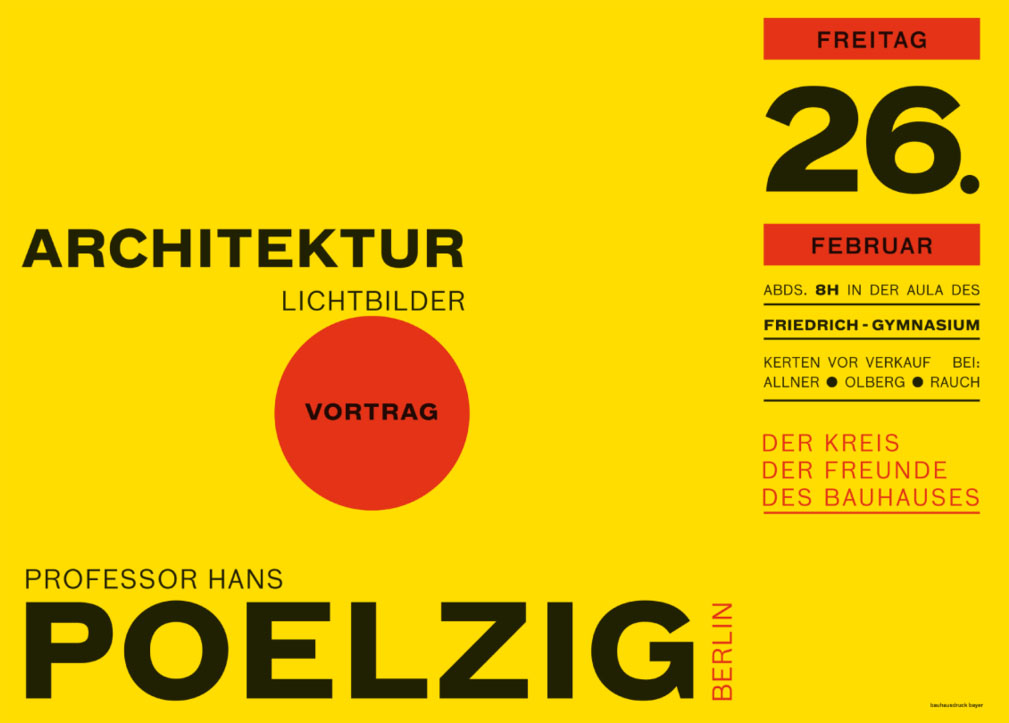 FREITAG
26.
FEBRUAR
ABDS. 8H IN DER AULA DES
FRIEDRICH - GYMNASIUM
KERTEN VOR VERKAUF BEI:
ALLNER ● OLBERG ● RAUCH
DER KREIS
DER FREUNDE
DES BAUHAUSES
ARCHITEKTUR
LICHTBILDER
VORTRAG
PROFESSOR HANS
POELZIG
BERLIN
bauhausdruck bayer